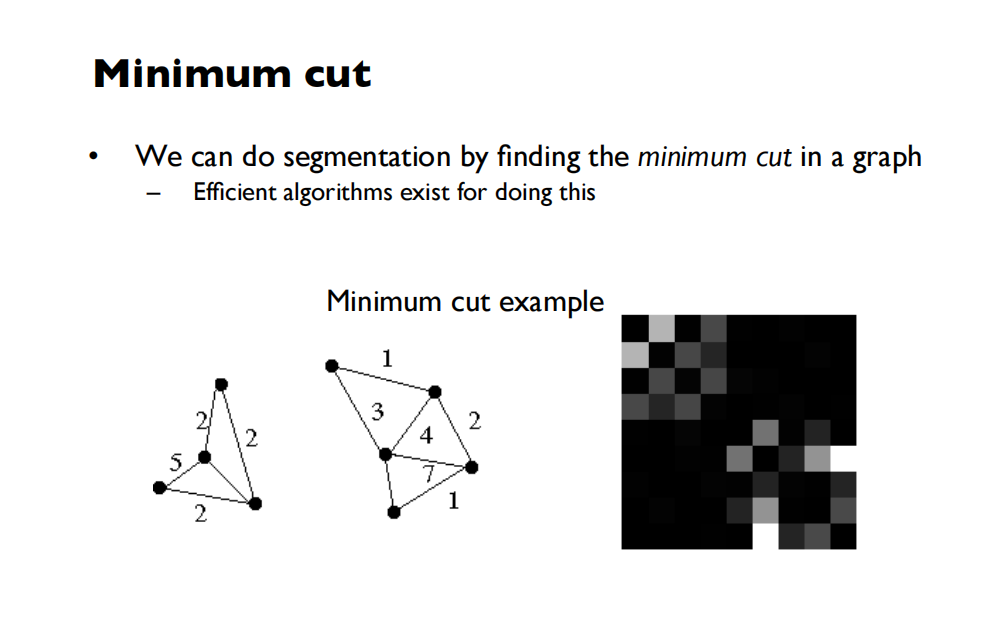 Minimum cut
• We can do segmentation by finding the minimum cut in a graph
– Efficient algorithms exist for doing this
Minimum cut example
2
2
5
2
1
3
4
2
7
1